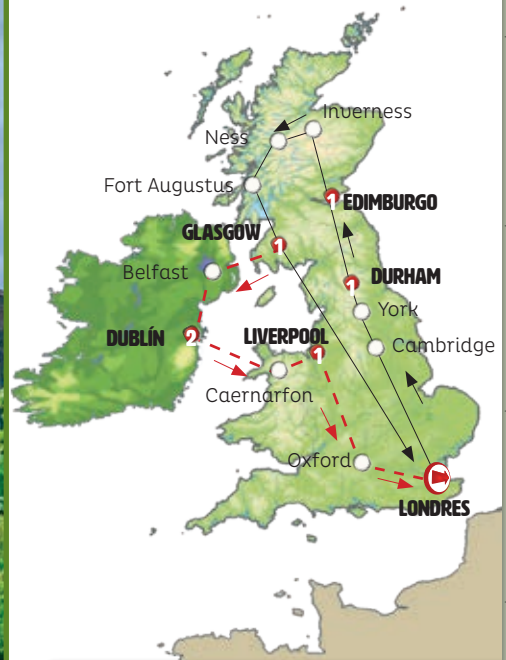 Inverness
Ness
Fort Augustus
1 EDIMBURGO
GLASGOW 1
Belfast
1 DURHAM
York
DUBLÍN 2
LIVERPOOL 1
Cambridge
Caernarfon
Oxford
LONDRES